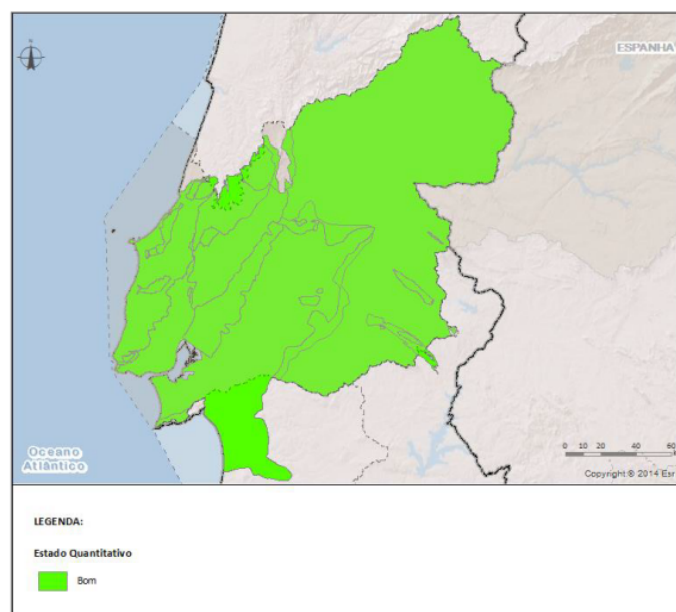 N
ESPANHA
Oceano
Atlântico
0 10 20 40 60
Copyright © 2014 Esr
LEGENDA:
Estado Quantitativo
Bom